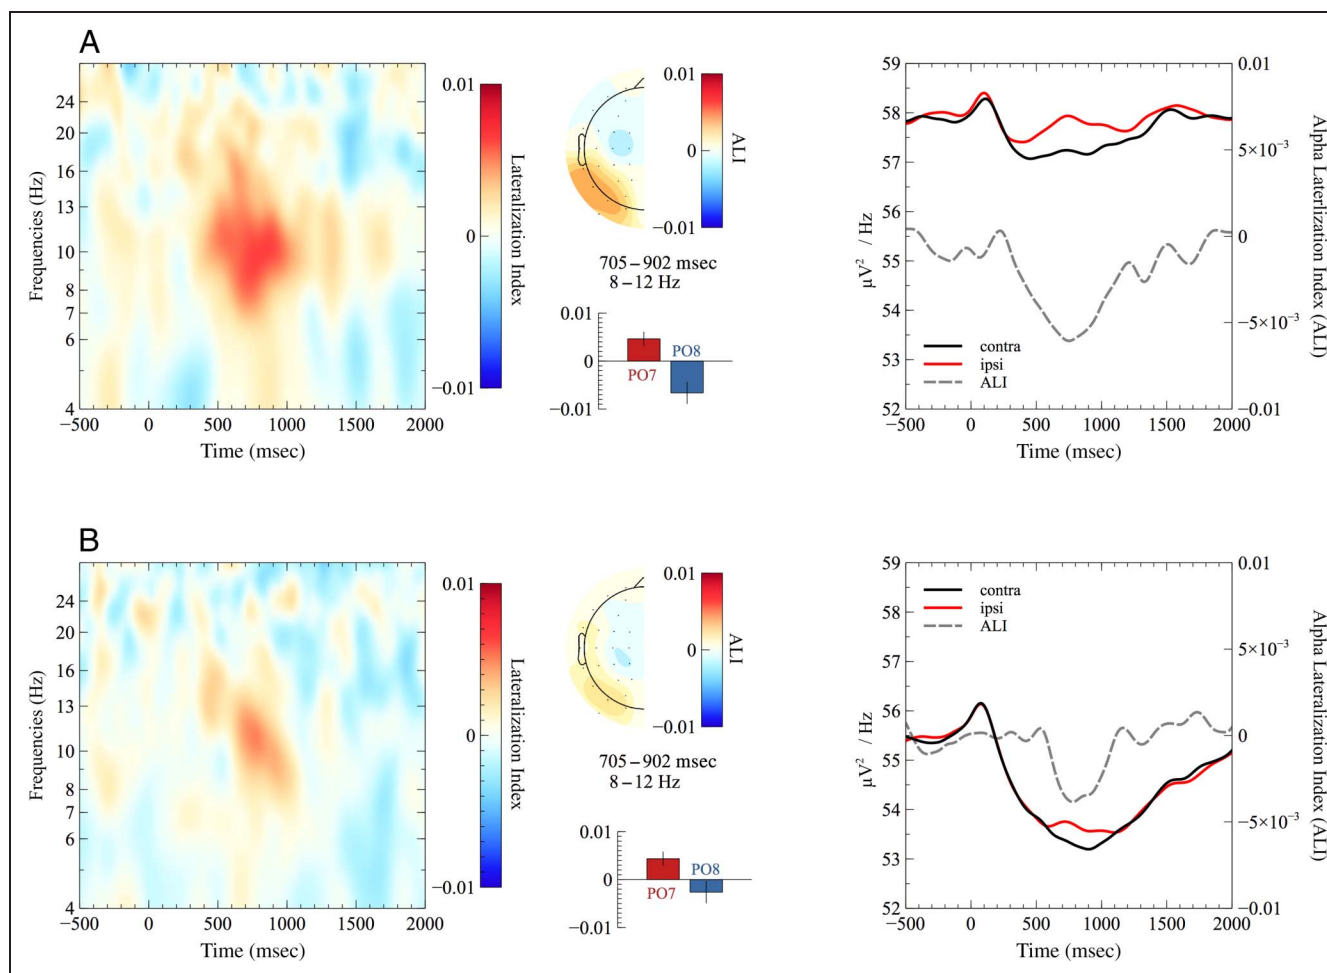 A
24
20
16
13
10
8
7
6
4
Frequencies (Hz)
−500 0 500 1000 1500 2000
Time (msec)
0.01
0
−0.01
Lateralization Index
0.01
0
−0.01
ALI
705–902 msec
8–12 Hz
0.01
0
−0.01
PO8
PO7
59
58
57
56
55
54
53
52
µV² / Hz
contra
ipsi
ALI
−500 0 500 1000 1500 2000
Time (msec)
0.01
5×10⁻³
0
−5×10⁻³
−0.01
Alpha Laterlization Index (ALI)
B
24
20
16
13
10
8
7
6
4
Frequencies (Hz)
−500 0 500 1000 1500 2000
Time (msec)
0.01
0
−0.01
Lateralization Index
0.01
0
−0.01
ALI
705–902 msec
8–12 Hz
0.01
0
−0.01
PO8
PO7
59
58
57
56
55
54
53
52
µV² / Hz
contra
ipsi
ALI
−500 0 500 1000 1500 2000
Time (msec)
0.01
5×10⁻³
0
−5×10⁻³
−0.01
Alpha Lateralization Index (ALI)